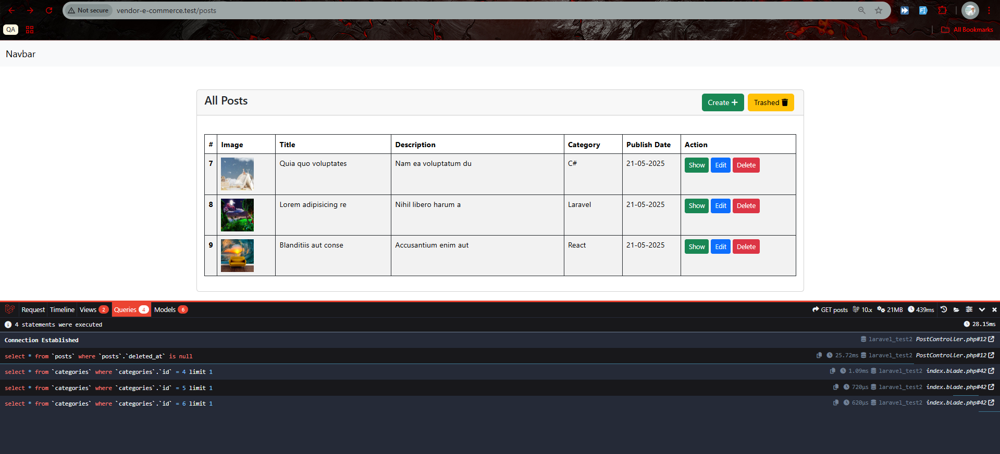 Not secure vendor-e-commerce.test/posts
QA All Bookmarks
Navbar
All Posts Create Trashed
# Image Title Description Category Publish Date Action
7 Quia quo voluptates Nam ea voluptatum du C# 21-05-2025 Show Edit Delete
8 Lorem adipisicing re Nihil libero harum a Laravel 21-05-2025 Show Edit Delete
9 Blanditiis aut conse Accusantium enim aut React 21-05-2025 Show Edit Delete
Request Timeline Views 2 Queries 4 Models 6 GET posts 10.x 21MB 439ms
4 statements were executed 28.15ms
Connection Established laravel_test2 PostController.php#12
select * from `posts` where `posts`.`deleted_at` is null 25.72ms laravel_test2 PostController.php#12
select * from `categories` where `categories`.`id` = 4 limit 1 1.09ms laravel_test2 index.blade.php#42
select * from `categories` where `categories`.`id` = 5 limit 1 720μs laravel_test2 index.blade.php#42
select * from `categories` where `categories`.`id` = 6 limit 1 620μs laravel_test2 index.blade.php#42